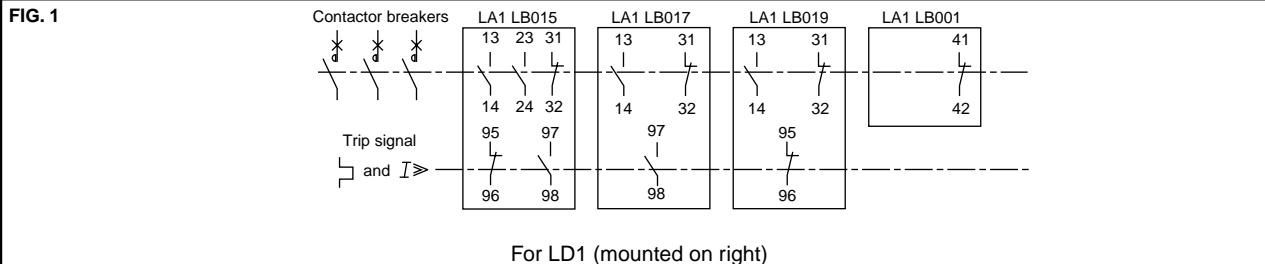 FIG. 1
Contactor breakers LA1 LB015 LA1 LB017 LA1 LB019 LA1 LB001
13 23 31 13 31 13 31 41
14 24 32 14 32 14 32 42
Trip signal
95 97 97 95
and I
96 98 98 96
For LD1 (mounted on right)